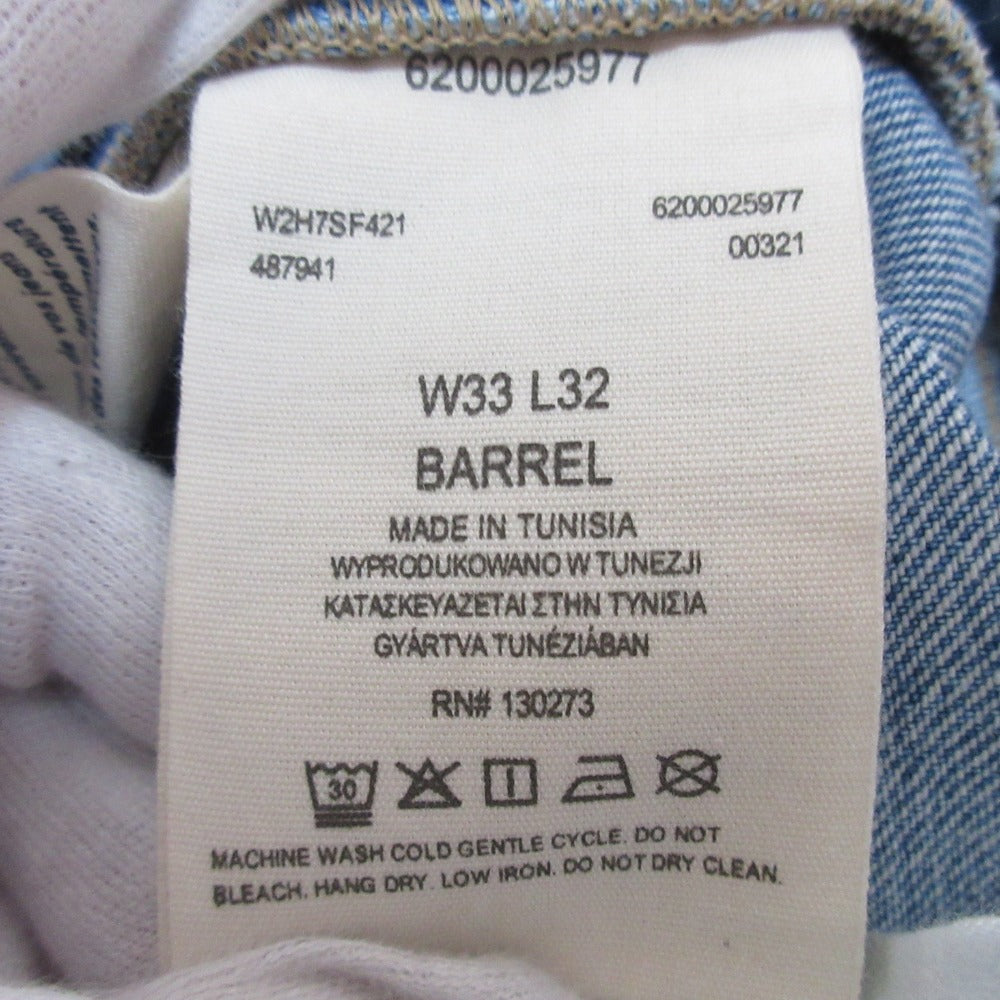 6200025977
W2H7SF421 6200025977
487941 00321
W33 L32
BARREL
MADE IN TUNISIA
WYPRODUKOWANO W TUNEZJI
ΚΑΤΑΣΚΕΥΑΖΕΤΑΙ ΣΤΗΝ ΤΥΝΙΣΙΑ
GYÁRTVA TUNÉZIÁBAN
RN# 130273
30
MACHINE WASH COLD GENTLE CYCLE. DO NOT
BLEACH. HANG DRY. LOW IRON. DO NOT DRY CLEAN.